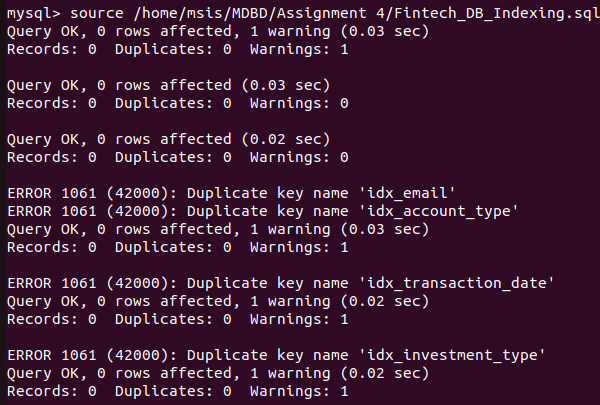 mysql> source /home/msis/MDBD/Assignment 4/Fintech_DB_Indexing.sql
Query OK, 0 rows affected, 1 warning (0.03 sec)
Records: 0  Duplicates: 0  Warnings: 1

Query OK, 0 rows affected (0.03 sec)
Records: 0  Duplicates: 0  Warnings: 0

Query OK, 0 rows affected (0.02 sec)
Records: 0  Duplicates: 0  Warnings: 0

ERROR 1061 (42000): Duplicate key name 'idx_email'
ERROR 1061 (42000): Duplicate key name 'idx_account_type'
Query OK, 0 rows affected, 1 warning (0.03 sec)
Records: 0  Duplicates: 0  Warnings: 1

ERROR 1061 (42000): Duplicate key name 'idx_transaction_date'
Query OK, 0 rows affected, 1 warning (0.02 sec)
Records: 0  Duplicates: 0  Warnings: 1

ERROR 1061 (42000): Duplicate key name 'idx_investment_type'
Query OK, 0 rows affected, 1 warning (0.02 sec)
Records: 0  Duplicates: 0  Warnings: 1